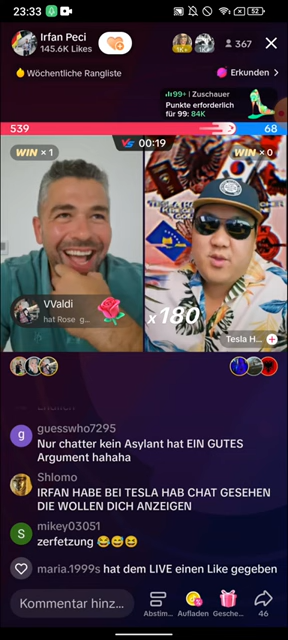 23:33
52
Irfan Peci
145.6K Likes
1K+
367
Wöchentliche Rangliste
Erkunden
99+ | Zuschauer
Punkte erforderlich
für 99: 84K
539
VS 00:19
68
WIN × 1
WIN × 0
VValdi
hat Rose g...
x180
Tesla H...
guesswho7295
Nur chatter kein Asylant hat EIN GUTES
Argument hahaha
Shlomo
IRFAN HABE BEI TESLA HAB CHAT GESEHEN
DIE WOLLEN DICH ANZEIGEN
mikey03051
zerfetzung 😂😅😆
maria.1999s hat dem LIVE einen Like gegeben
Kommentar hinz...
Abstim...
Aufladen
Gesche...
46